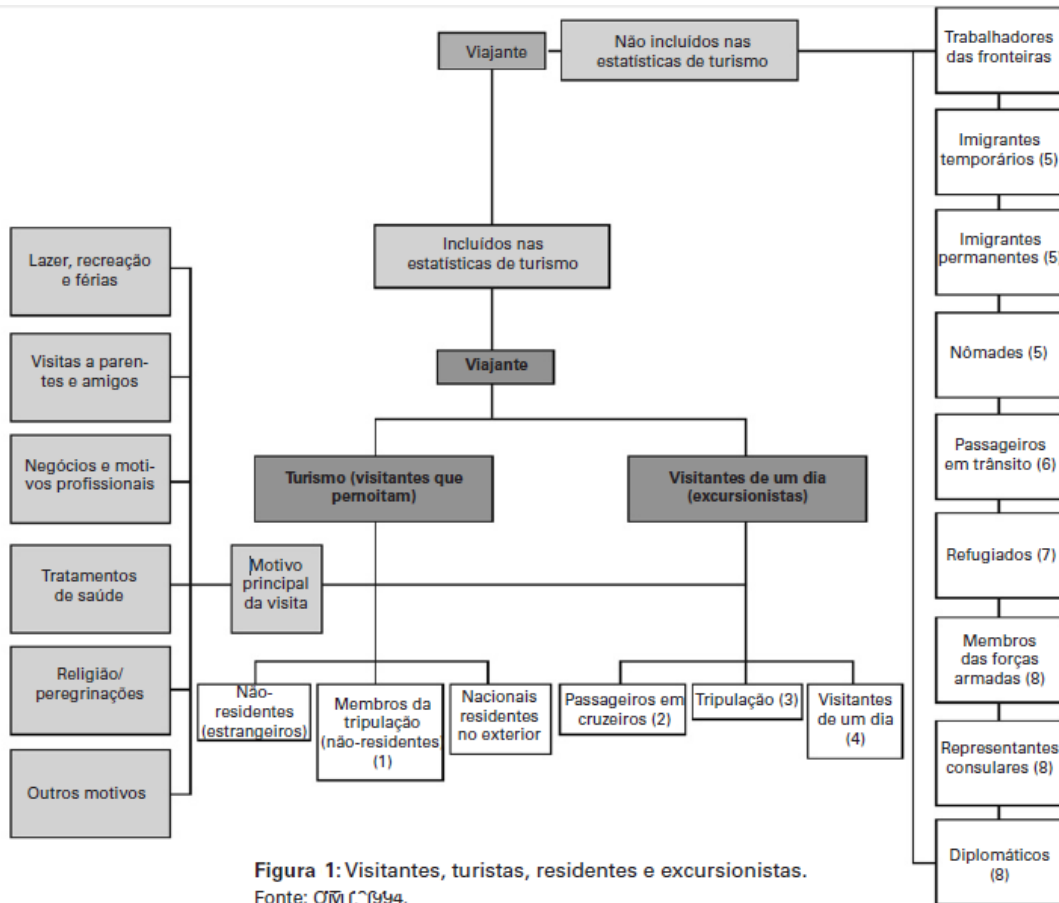 Viajante
Não incluídos nas
estatísticas de turismo
Trabalhadores
das fronteiras
Imigrantes
temporários (5)
Imigrantes
permanentes (5)
Nômades (5)
Passageiros
em trânsito (6)
Refugiados (7)
Membros
das forças
armadas (8)
Representantes
consulares (8)
Diplomáticos
(8)
Incluídos nas
estatísticas de turismo
Viajante
Turismo (visitantes que
pernoitam)
Visitantes de um dia
(excursionistas)
Lazer, recreação
e férias
Visitas a paren-
tes e amigos
Negócios e moti-
vos profissionais
Tratamentos
de saúde
Religião/
peregrinações
Outros motivos
Motivo
principal
da visita
Não-
residentes
(estrangeiros)
Membros da
tripulação
(não-residentes)
(1)
Nacionais
residentes
no exterior
Passageiros em
cruzeiros (2)
Tripulação (3)
Visitantes
de um dia
(4)
Figura 1: Visitantes, turistas, residentes e excursionistas.
Fonte: